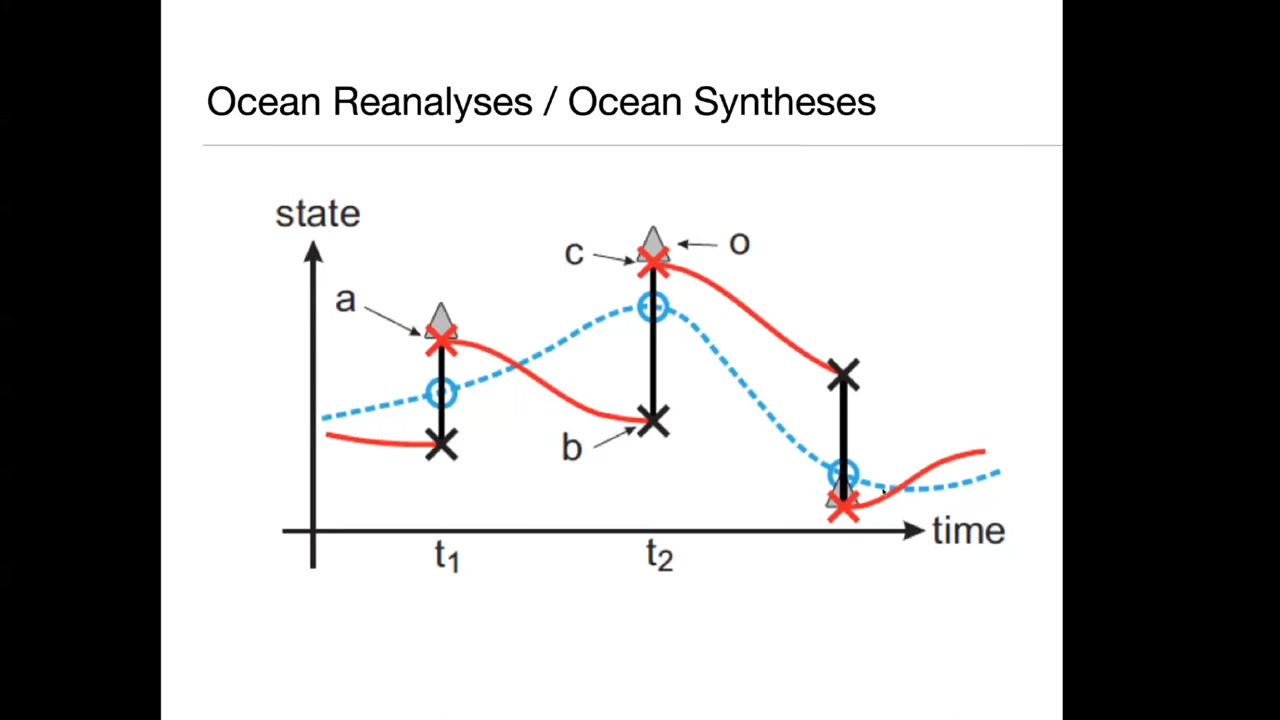 Ocean Reanalyses / Ocean Syntheses
state
c
o
a
b
time
t₁
t₂